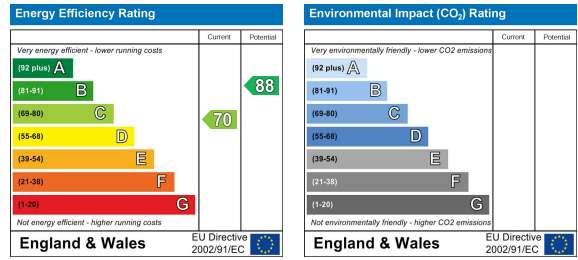 Energy Efficiency Rating
Current Potential
Very energy efficient - lower running costs
(92 plus) A
(81-91) B
88
(69-80) C
70
(55-68) D
(39-54) E
(21-38) F
(1-20) G
Not energy efficient - higher running costs
England & Wales
EU Directive
2002/91/EC
Environmental Impact (CO₂) Rating
Current Potential
Very environmentally friendly - lower CO2 emissions
(92 plus) A
(81-91) B
(69-80) C
(55-68) D
(39-54) E
(21-38) F
(1-20) G
Not environmentally friendly - higher CO2 emissions
England & Wales
EU Directive
2002/91/EC